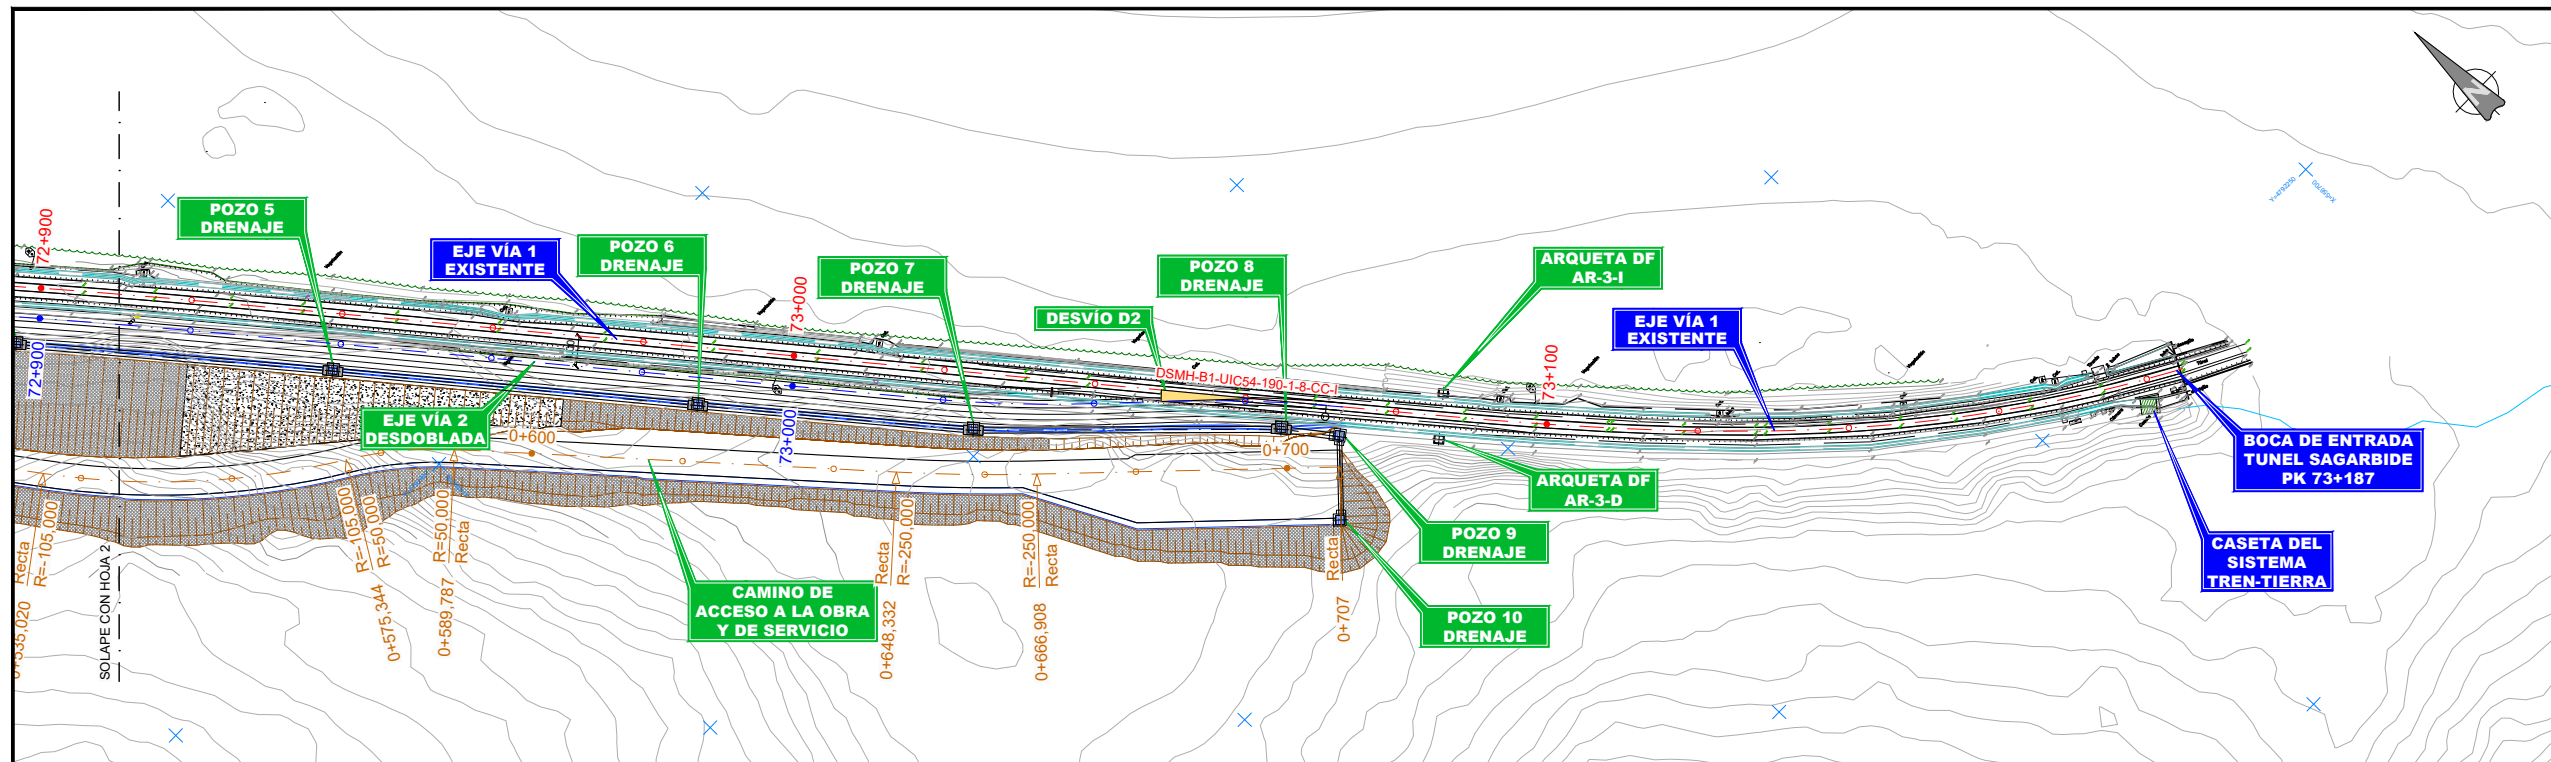 72+900
POZO 5
DRENAJE
EJE VÍA 1
EXISTENTE
POZO 6
DRENAJE
73+000
POZO 7
DRENAJE
DESVÍO D2
POZO 8
DRENAJE
DSMH-B1-UIC54-190-1-8-CC-I
ARQUETA DF
AR-3-I
73+100
EJE VÍA 1
EXISTENTE
N
Y=4792250
X=558700
72+900
EJE VÍA 2
DESDOBLADA
0+600
73+000
0+700
ARQUETA DF
AR-3-D
BOCA DE ENTRADA
TUNEL SAGARBIDE
PK 73+187
CASETA DEL
SISTEMA
TREN-TIERRA
POZO 9
DRENAJE
POZO 10
DRENAJE
CAMINO DE
ACCESO A LA OBRA
Y DE SERVICIO
SOLAPE CON HOJA 2
0+535,020
Recta
R=-105,000
0+575,344
R=-105,000
R=50,000
0+589,787
R=50,000
Recta
0+648,332
Recta
R=-250,000
0+666,908
R=-250,000
Recta
0+707
Recta